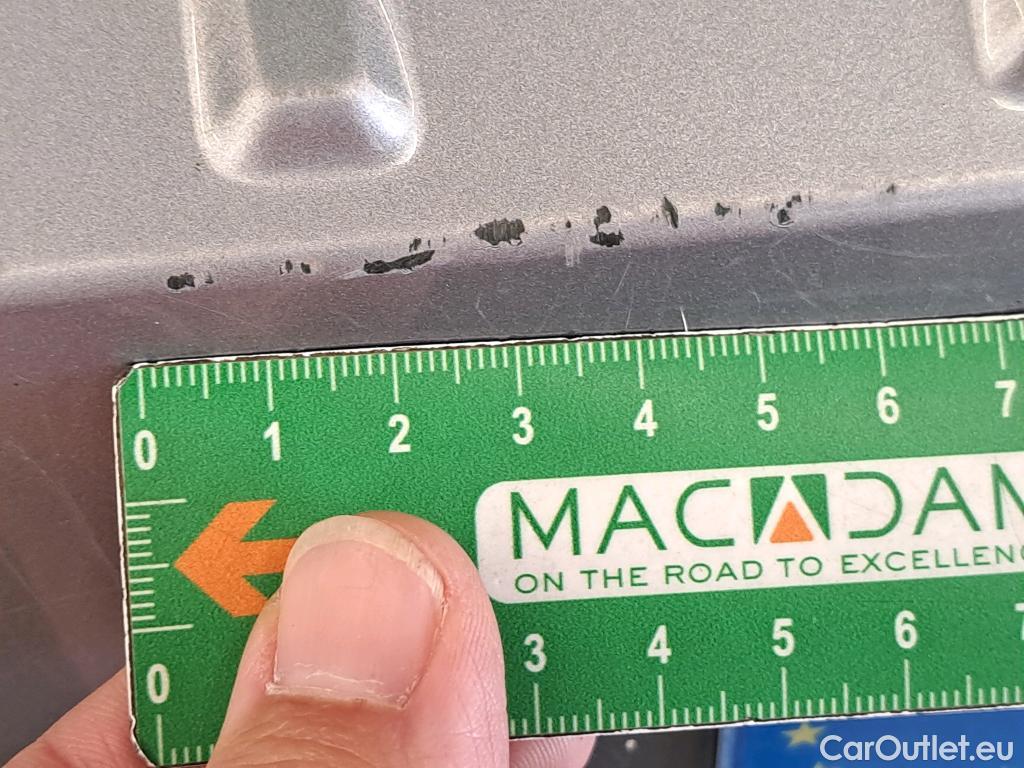 0 1 2 3 4 5 6 7
MACADAM
ON THE ROAD TO EXCELLENC
0 3 4 5 6 7
CarOutlet.eu